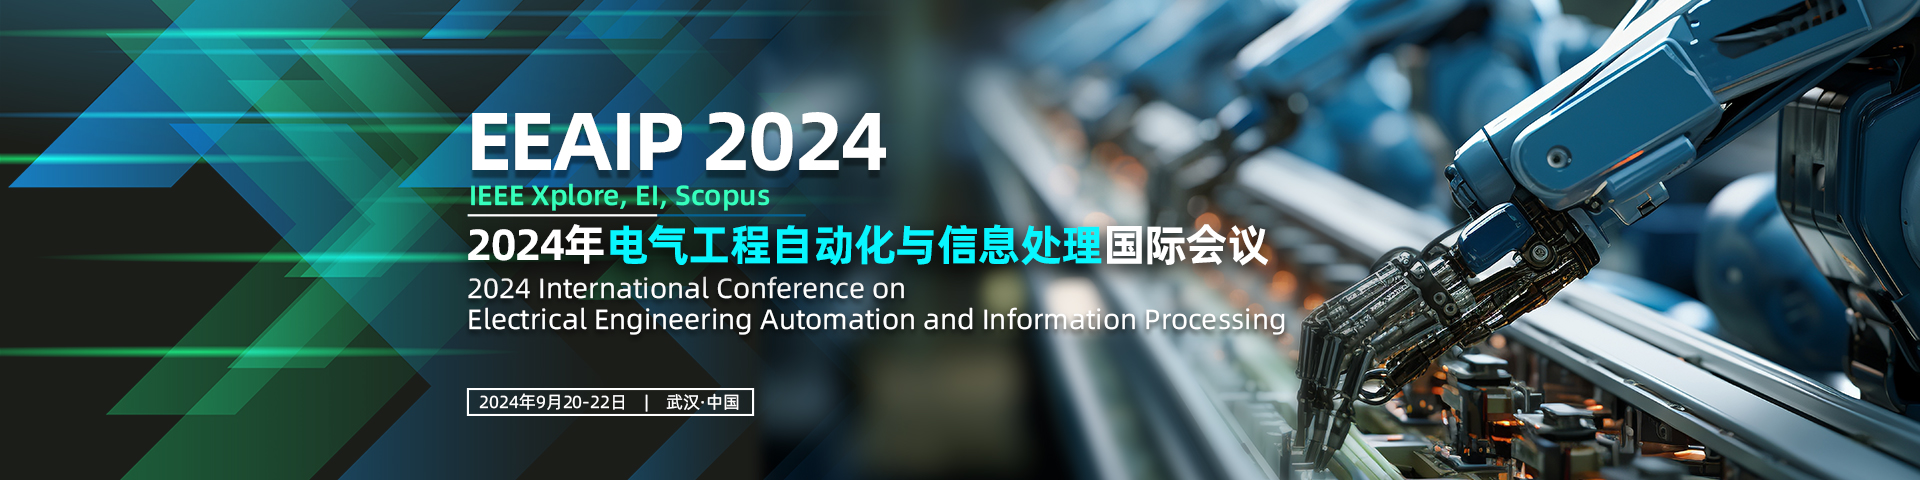 EEAIP 2024
IEEE Xplore, EI, Scopus
2024年电气工程自动化与信息处理国际会议
2024 International Conference on
Electrical Engineering Automation and Information Processing
2024年9月20-22日 | 武汉·中国